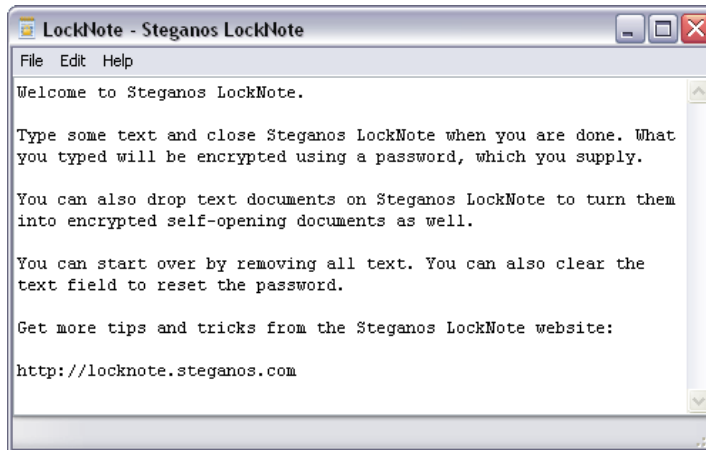 LockNote - Steganos LockNote
File Edit Help
Welcome to Steganos LockNote.
Type some text and close Steganos LockNote when you are done. What
you typed will be encrypted using a password, which you supply.
You can also drop text documents on Steganos LockNote to turn them
into encrypted self-opening documents as well.
You can start over by removing all text. You can also clear the
text field to reset the password.
Get more tips and tricks from the Steganos LockNote website:
http://locknote.steganos.com